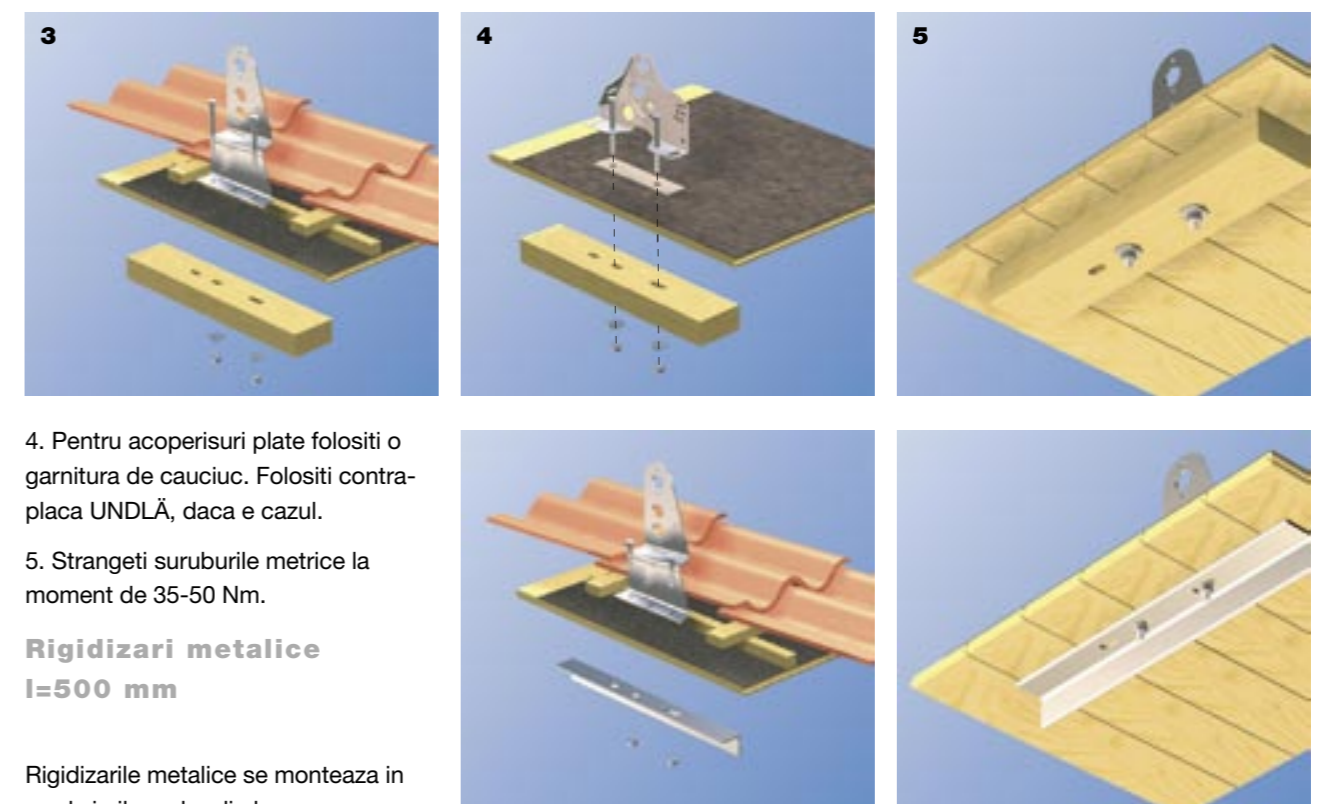 3
4
5
4. Pentru acoperisuri plate folositi o
garnitura de cauciuc. Folositi contra-
placa UNDLÄ, daca e cazul.
5. Strangeti suruburile metrice la
moment de 35-50 Nm.
Rigidizari metalice
l=500 mm
Rigidizarile metalice se monteaza in